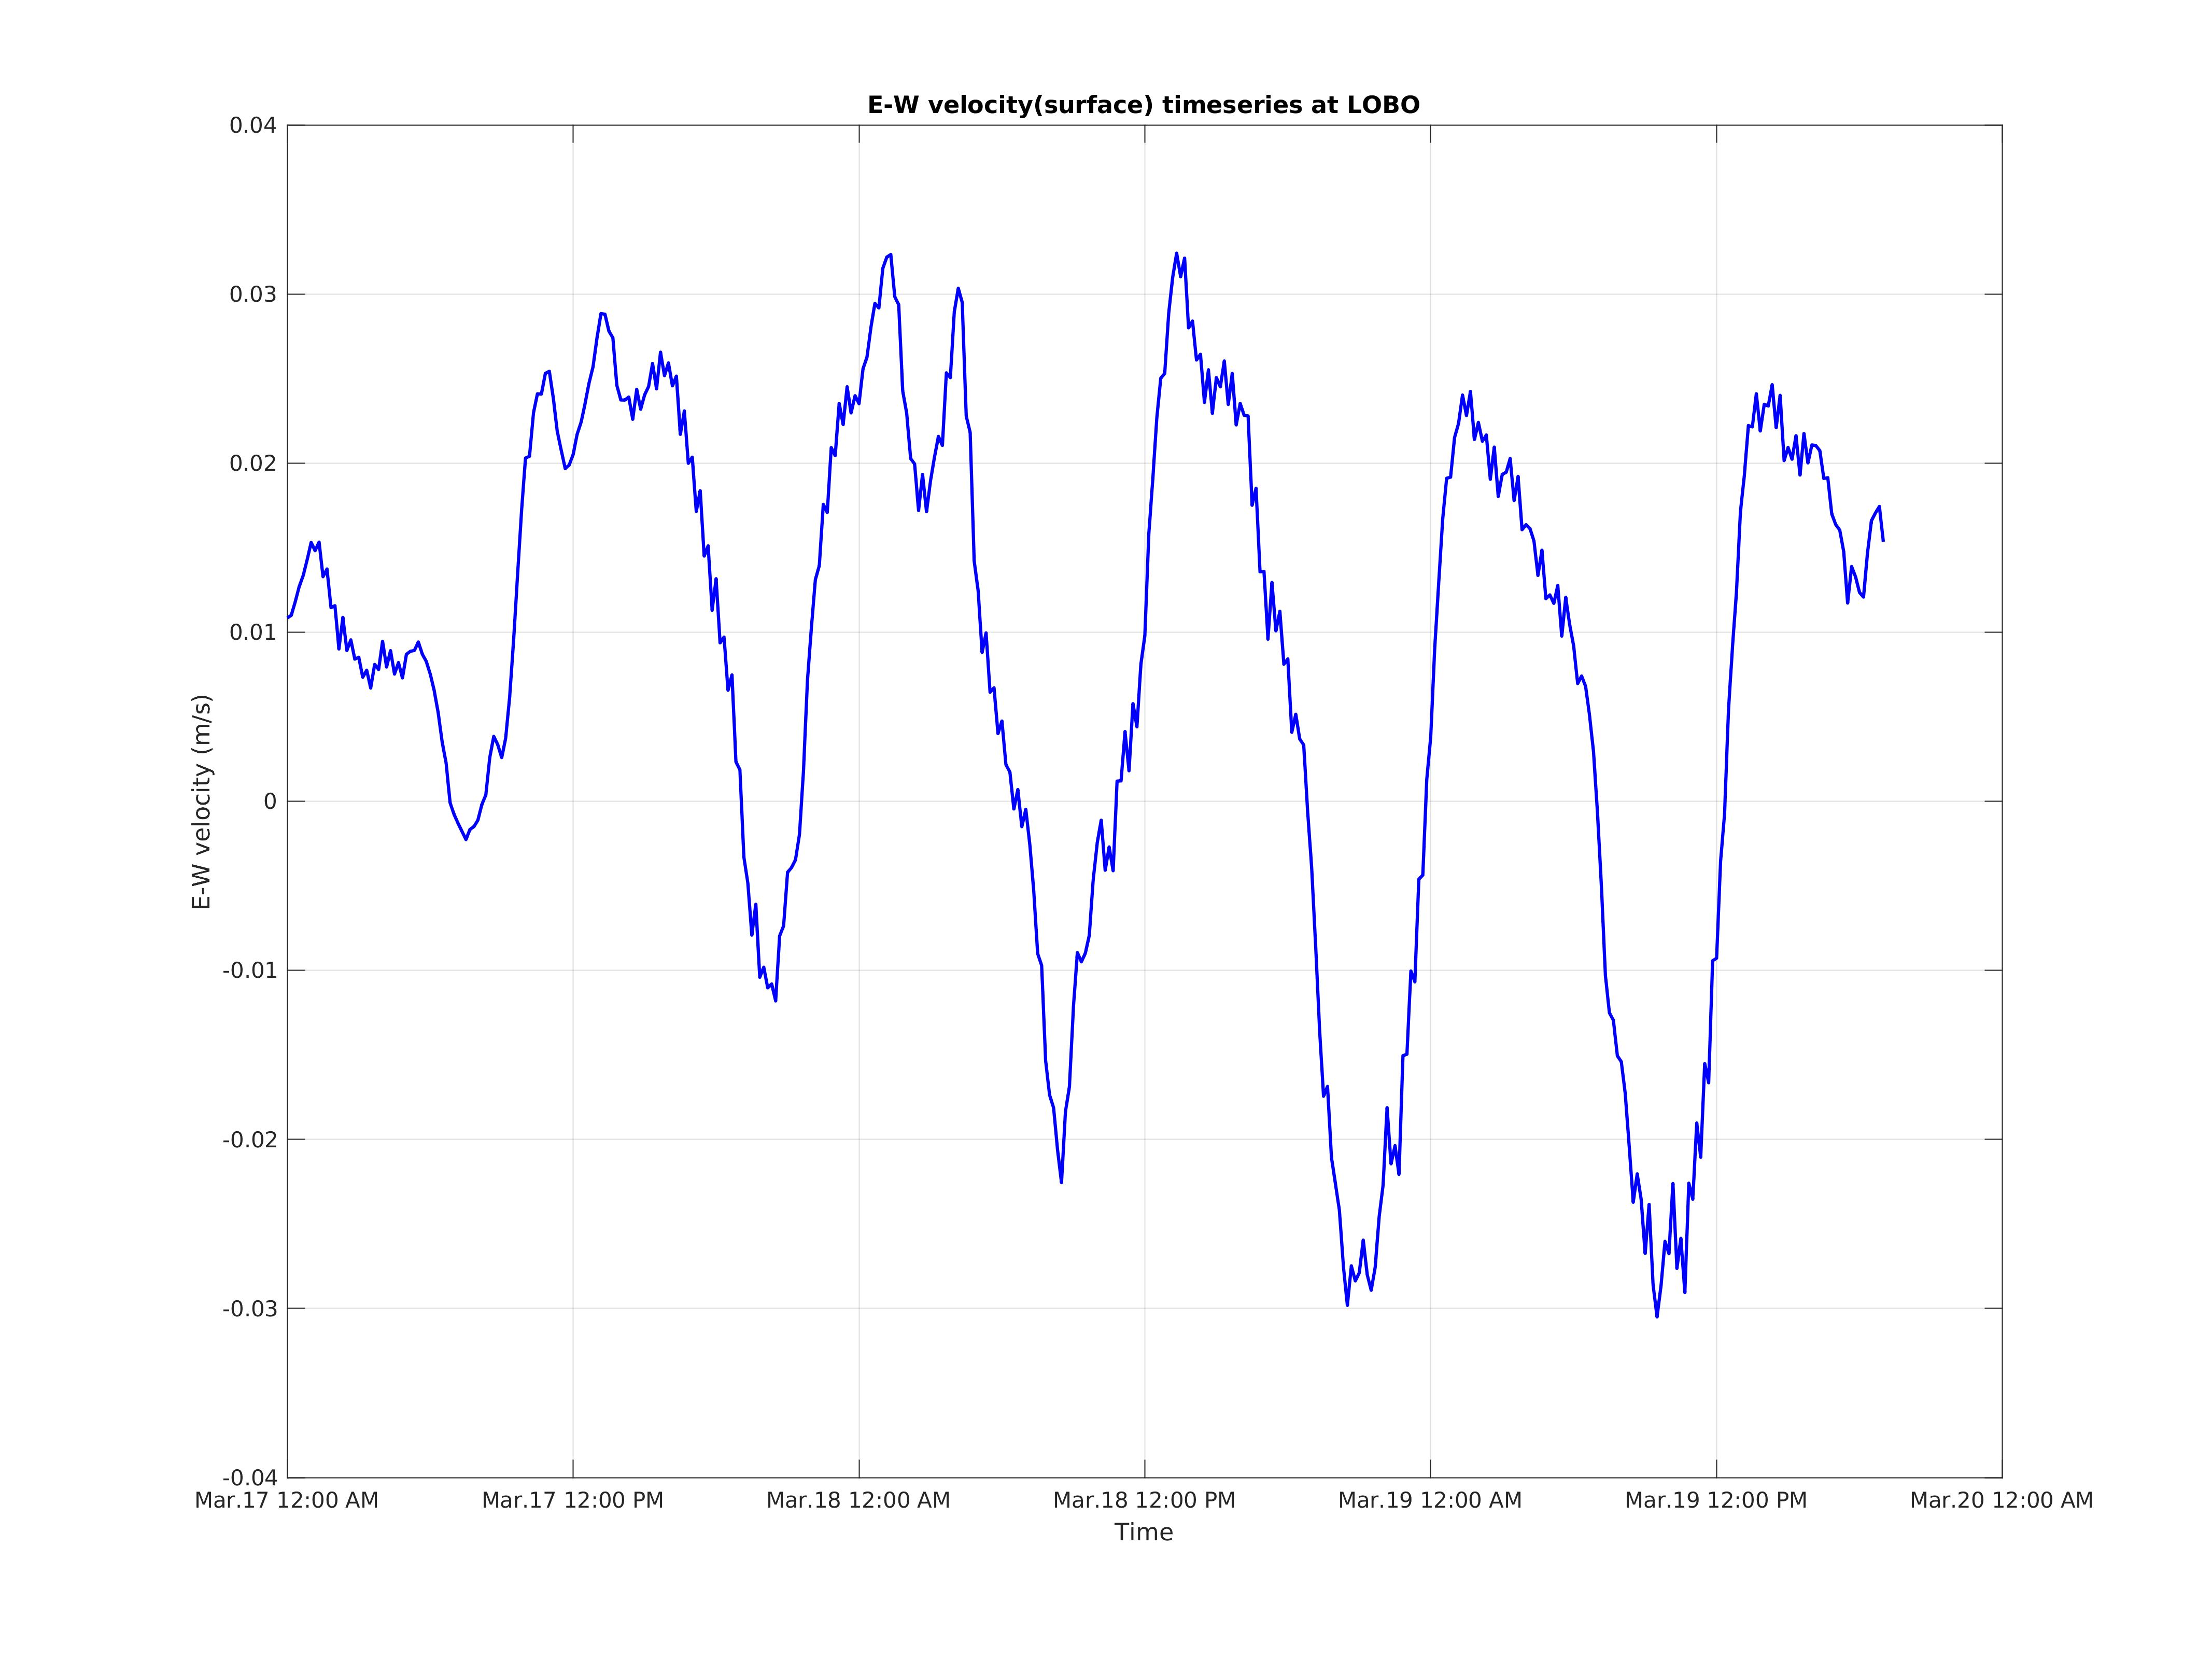 E-W velocity(surface) timeseries at LOBO
0.04
0.03
0.02
0.01
0
-0.01
-0.02
-0.03
-0.04
E-W velocity (m/s)
Mar.17 12:00 AM
Mar.17 12:00 PM
Mar.18 12:00 AM
Mar.18 12:00 PM
Mar.19 12:00 AM
Mar.19 12:00 PM
Mar.20 12:00 AM
Time